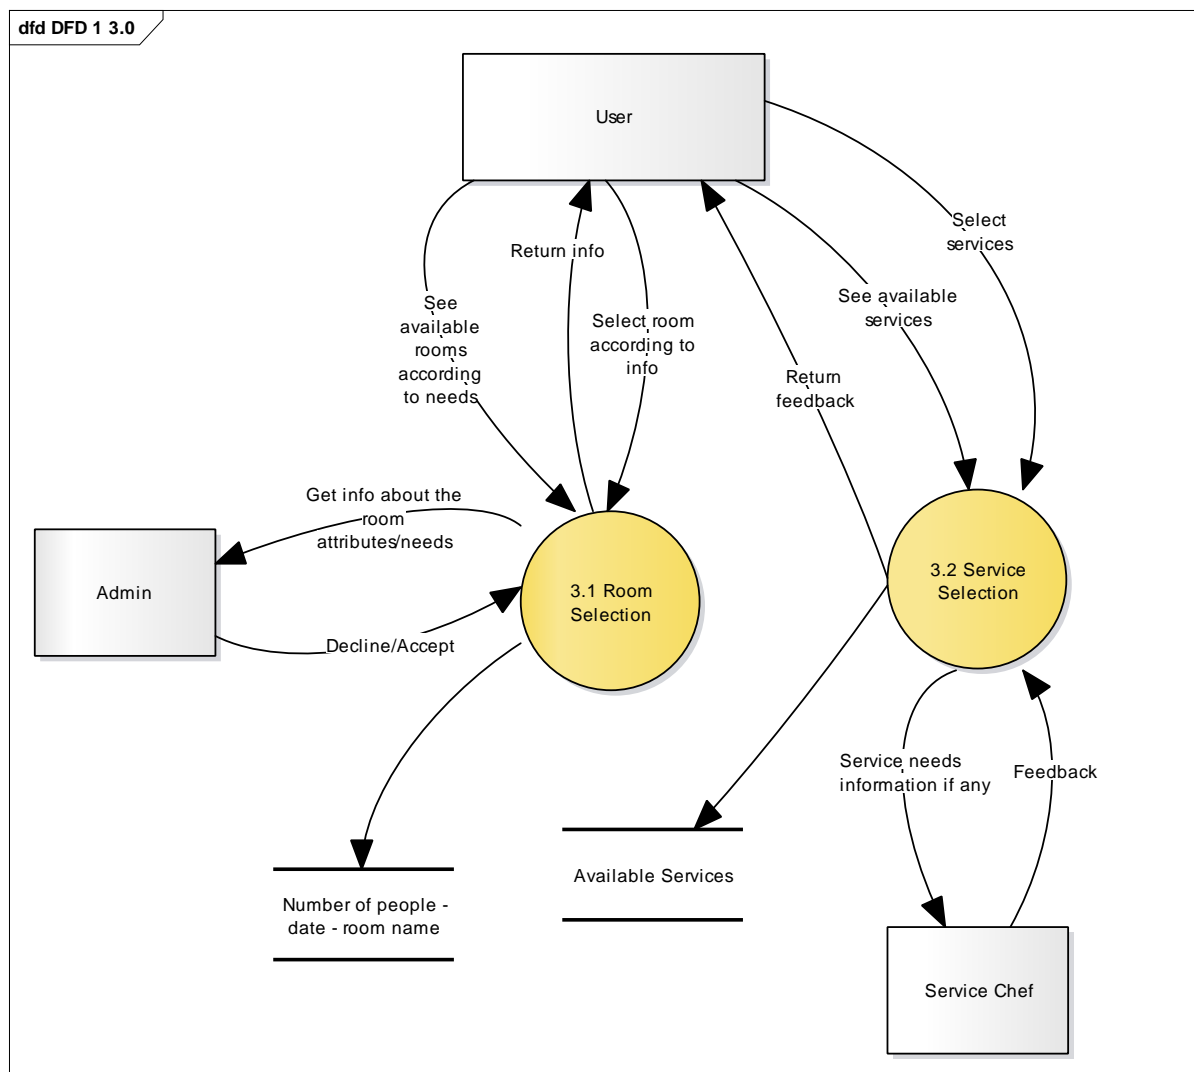 dfd DFD 1 3.0
User
Select
services
Return info
See available
services
See
available
rooms
according
to needs
Select room
according to
info
Return
feedback
Get info about the
room
attributes/needs
Admin
3.1 Room
Selection
3.2 Service
Selection
Decline/Accept
Service needs
information if any
Feedback
Available Services
Number of people -
date - room name
Service Chef